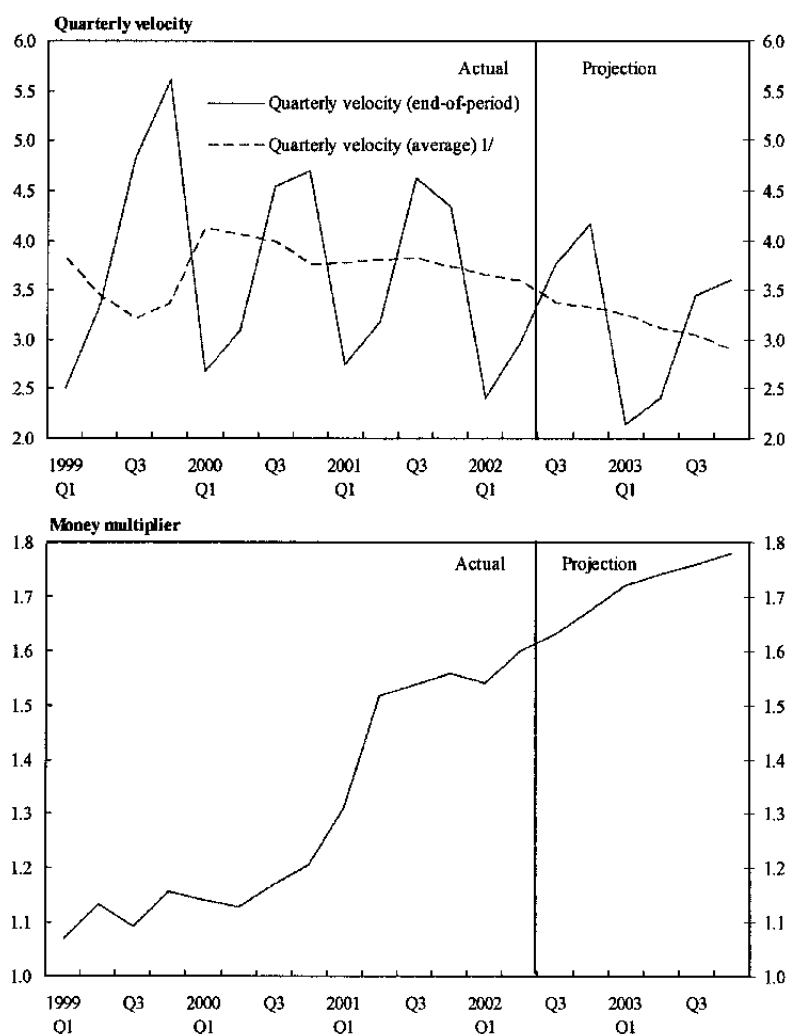 Quarterly velocity
6.0 6.0
Actual Projection
5.5 5.5
Quarterly velocity (end-of-period)
5.0 5.0
Quarterly velocity (average) 1/
4.5 4.5
4.0 4.0
3.5 3.5
3.0 3.0
2.5 2.5
2.0 2.0
1999 Q3 2000 Q3 2001 Q3 2002 Q3 2003 Q3
Q1 Q1 Q1 Q1 Q1
Money multiplier
1.8 1.8
Actual Projection
1.7 1.7
1.6 1.6
1.5 1.5
1.4 1.4
1.3 1.3
1.2 1.2
1.1 1.1
1.0 1.0
1999 Q3 2000 Q3 2001 Q3 2002 Q3 2003 Q3
Q1 Q1 Q1 Q1 Q1